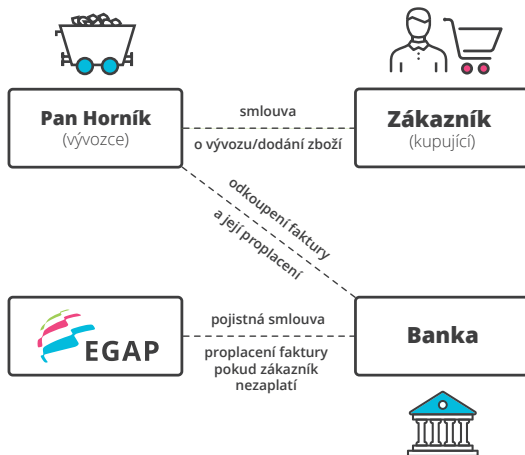 Pan Horník
(vývozce)
smlouva
o vývozu/dodání zboží
Zákazník
(kupující)
odkoupení faktury
a její proplacení
EGAP
pojistná smlouva
proplacení faktury
pokud zákazník
nezaplatí
Banka